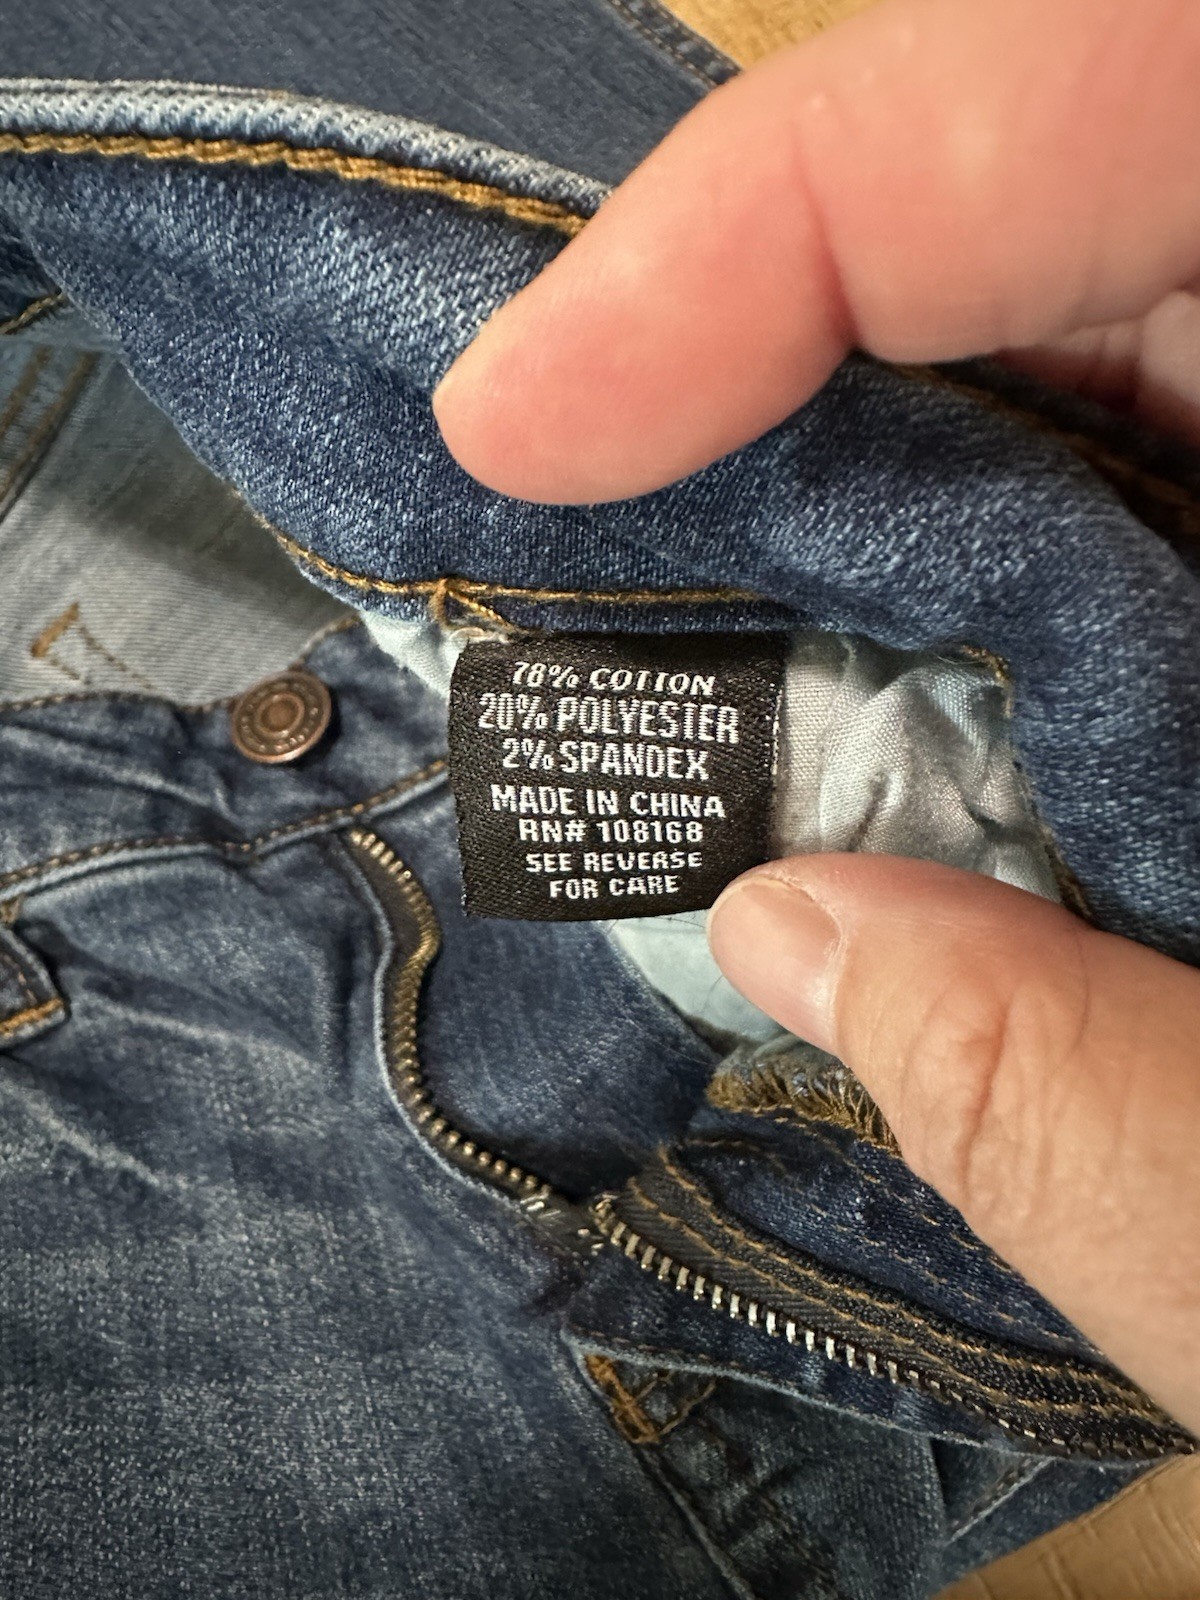 78% COTTON
20% POLYESTER
2% SPANDEX
MADE IN CHINA
RN# 108168
SEE REVERSE
FOR CARE